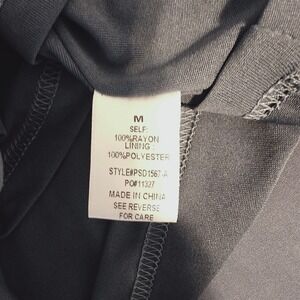 M
SELF:
100%RAYON
LINING
100%POLYESTER
STYLE#PSD1567-A
PO#11327
MADE IN CHINA
SEE REVERSE
FOR CARE